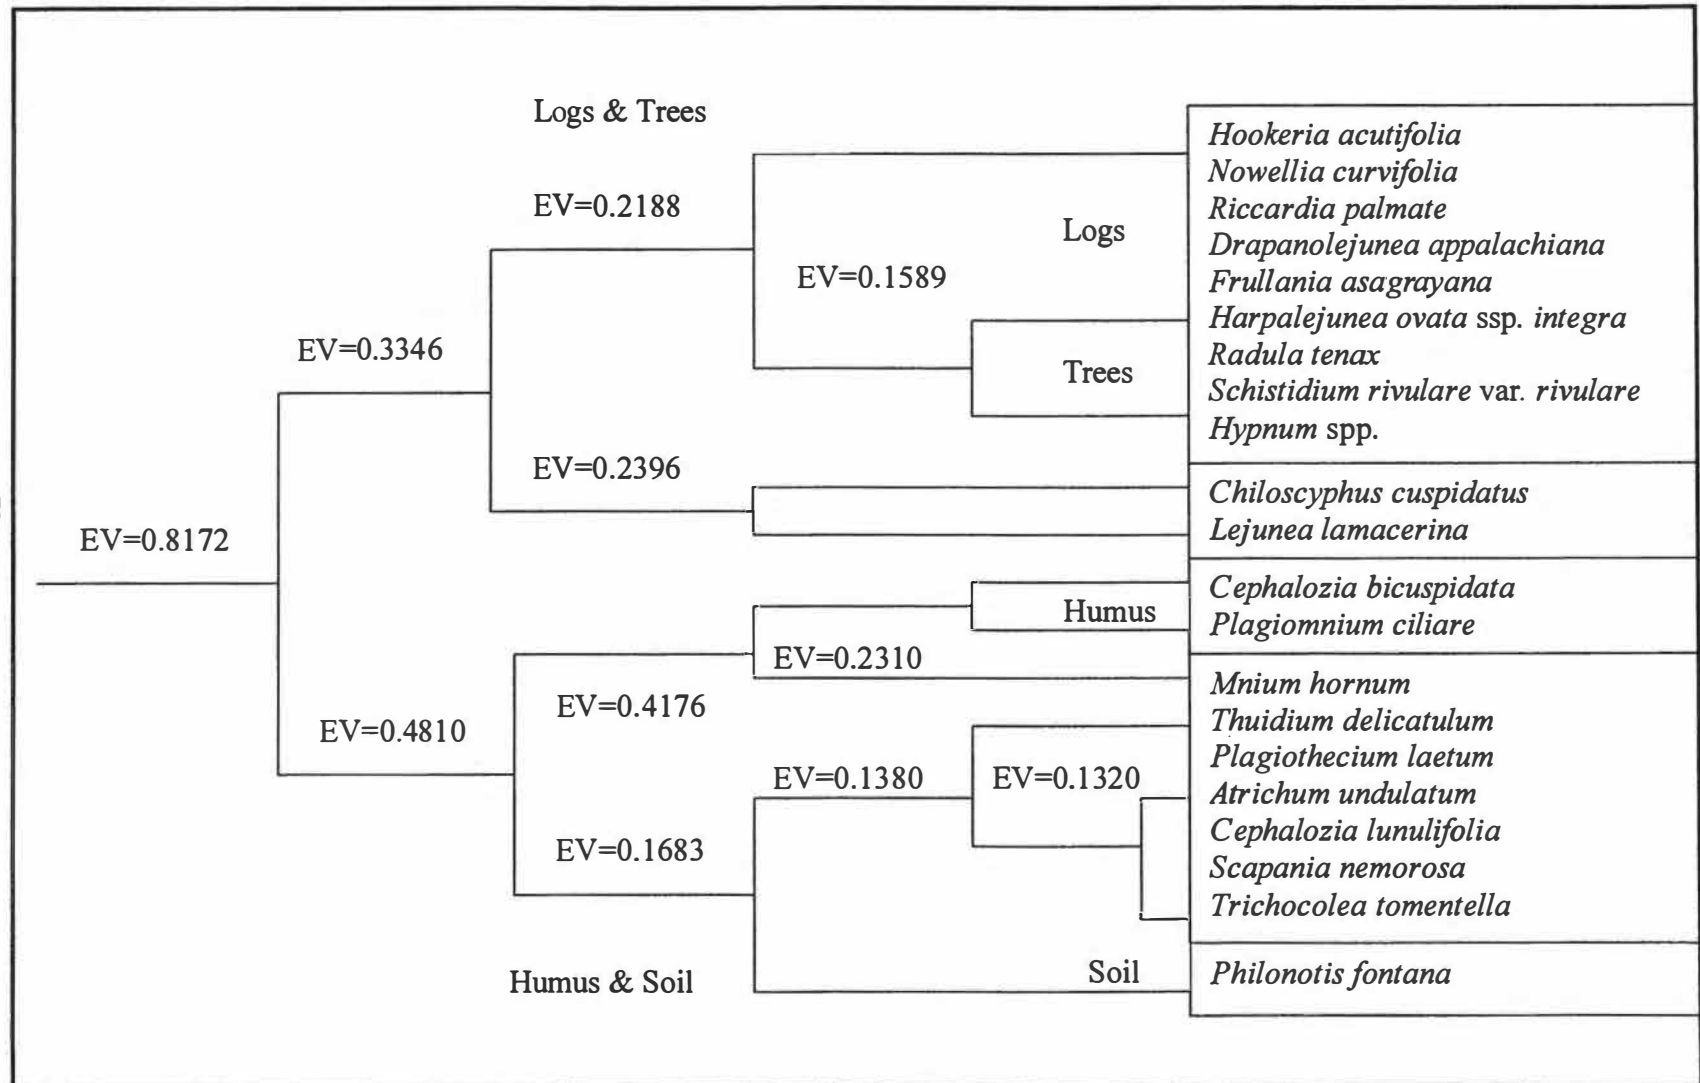 Logs & Trees
EV=0.2188
Logs
EV=0.1589
EV=0.3346
Trees
EV=0.2396
EV=0.8172
Humus
EV=0.2310
EV=0.4176
EV=0.4810
EV=0.1380
EV=0.1320
EV=0.1683
Soil
Humus & Soil
Hookeria acutifolia
Nowellia curvifolia
Riccardia palmate
Drapanolejunea appalachiana
Frullania asagrayana
Harpalejunea ovata ssp. integra
Radula tenax
Schistidium rivulare var. rivulare
Hypnum spp.
Chiloscyphus cuspidatus
Lejunea lamacerina
Cephalozia bicuspidata
Plagiomnium ciliare
Mnium hornum
Thuidium delicatulum
Plagiothecium laetum
Atrichum undulatum
Cephalozia lunulifolia
Scapania nemorosa
Trichocolea tomentella
Philonotis fontana